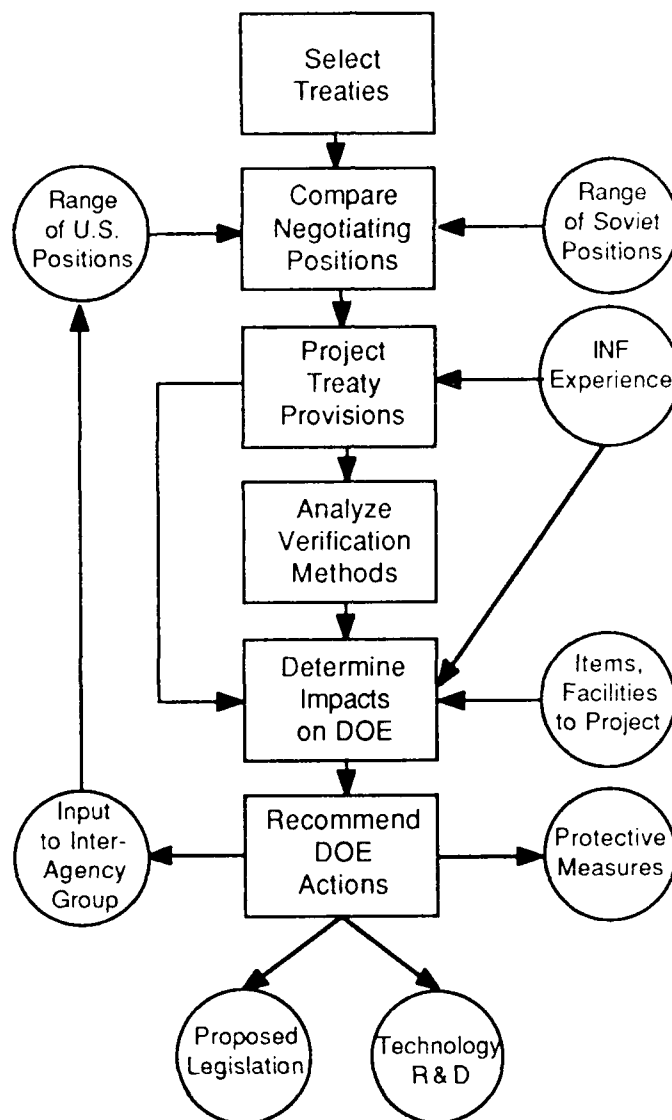 Select
Treaties
Range
of U.S.
Positions
Compare
Negotiating
Positions
Range
of Soviet
Positions
Project
Treaty
Provisions
INF
Experience
Analyze
Verification
Methods
Determine
Impacts
on DOE
Items,
Facilities
to Project
Input
to Inter-
Agency
Group
Recommend
DOE
Actions
Protective
Measures
Proposed
Legislation
Technology
R & D